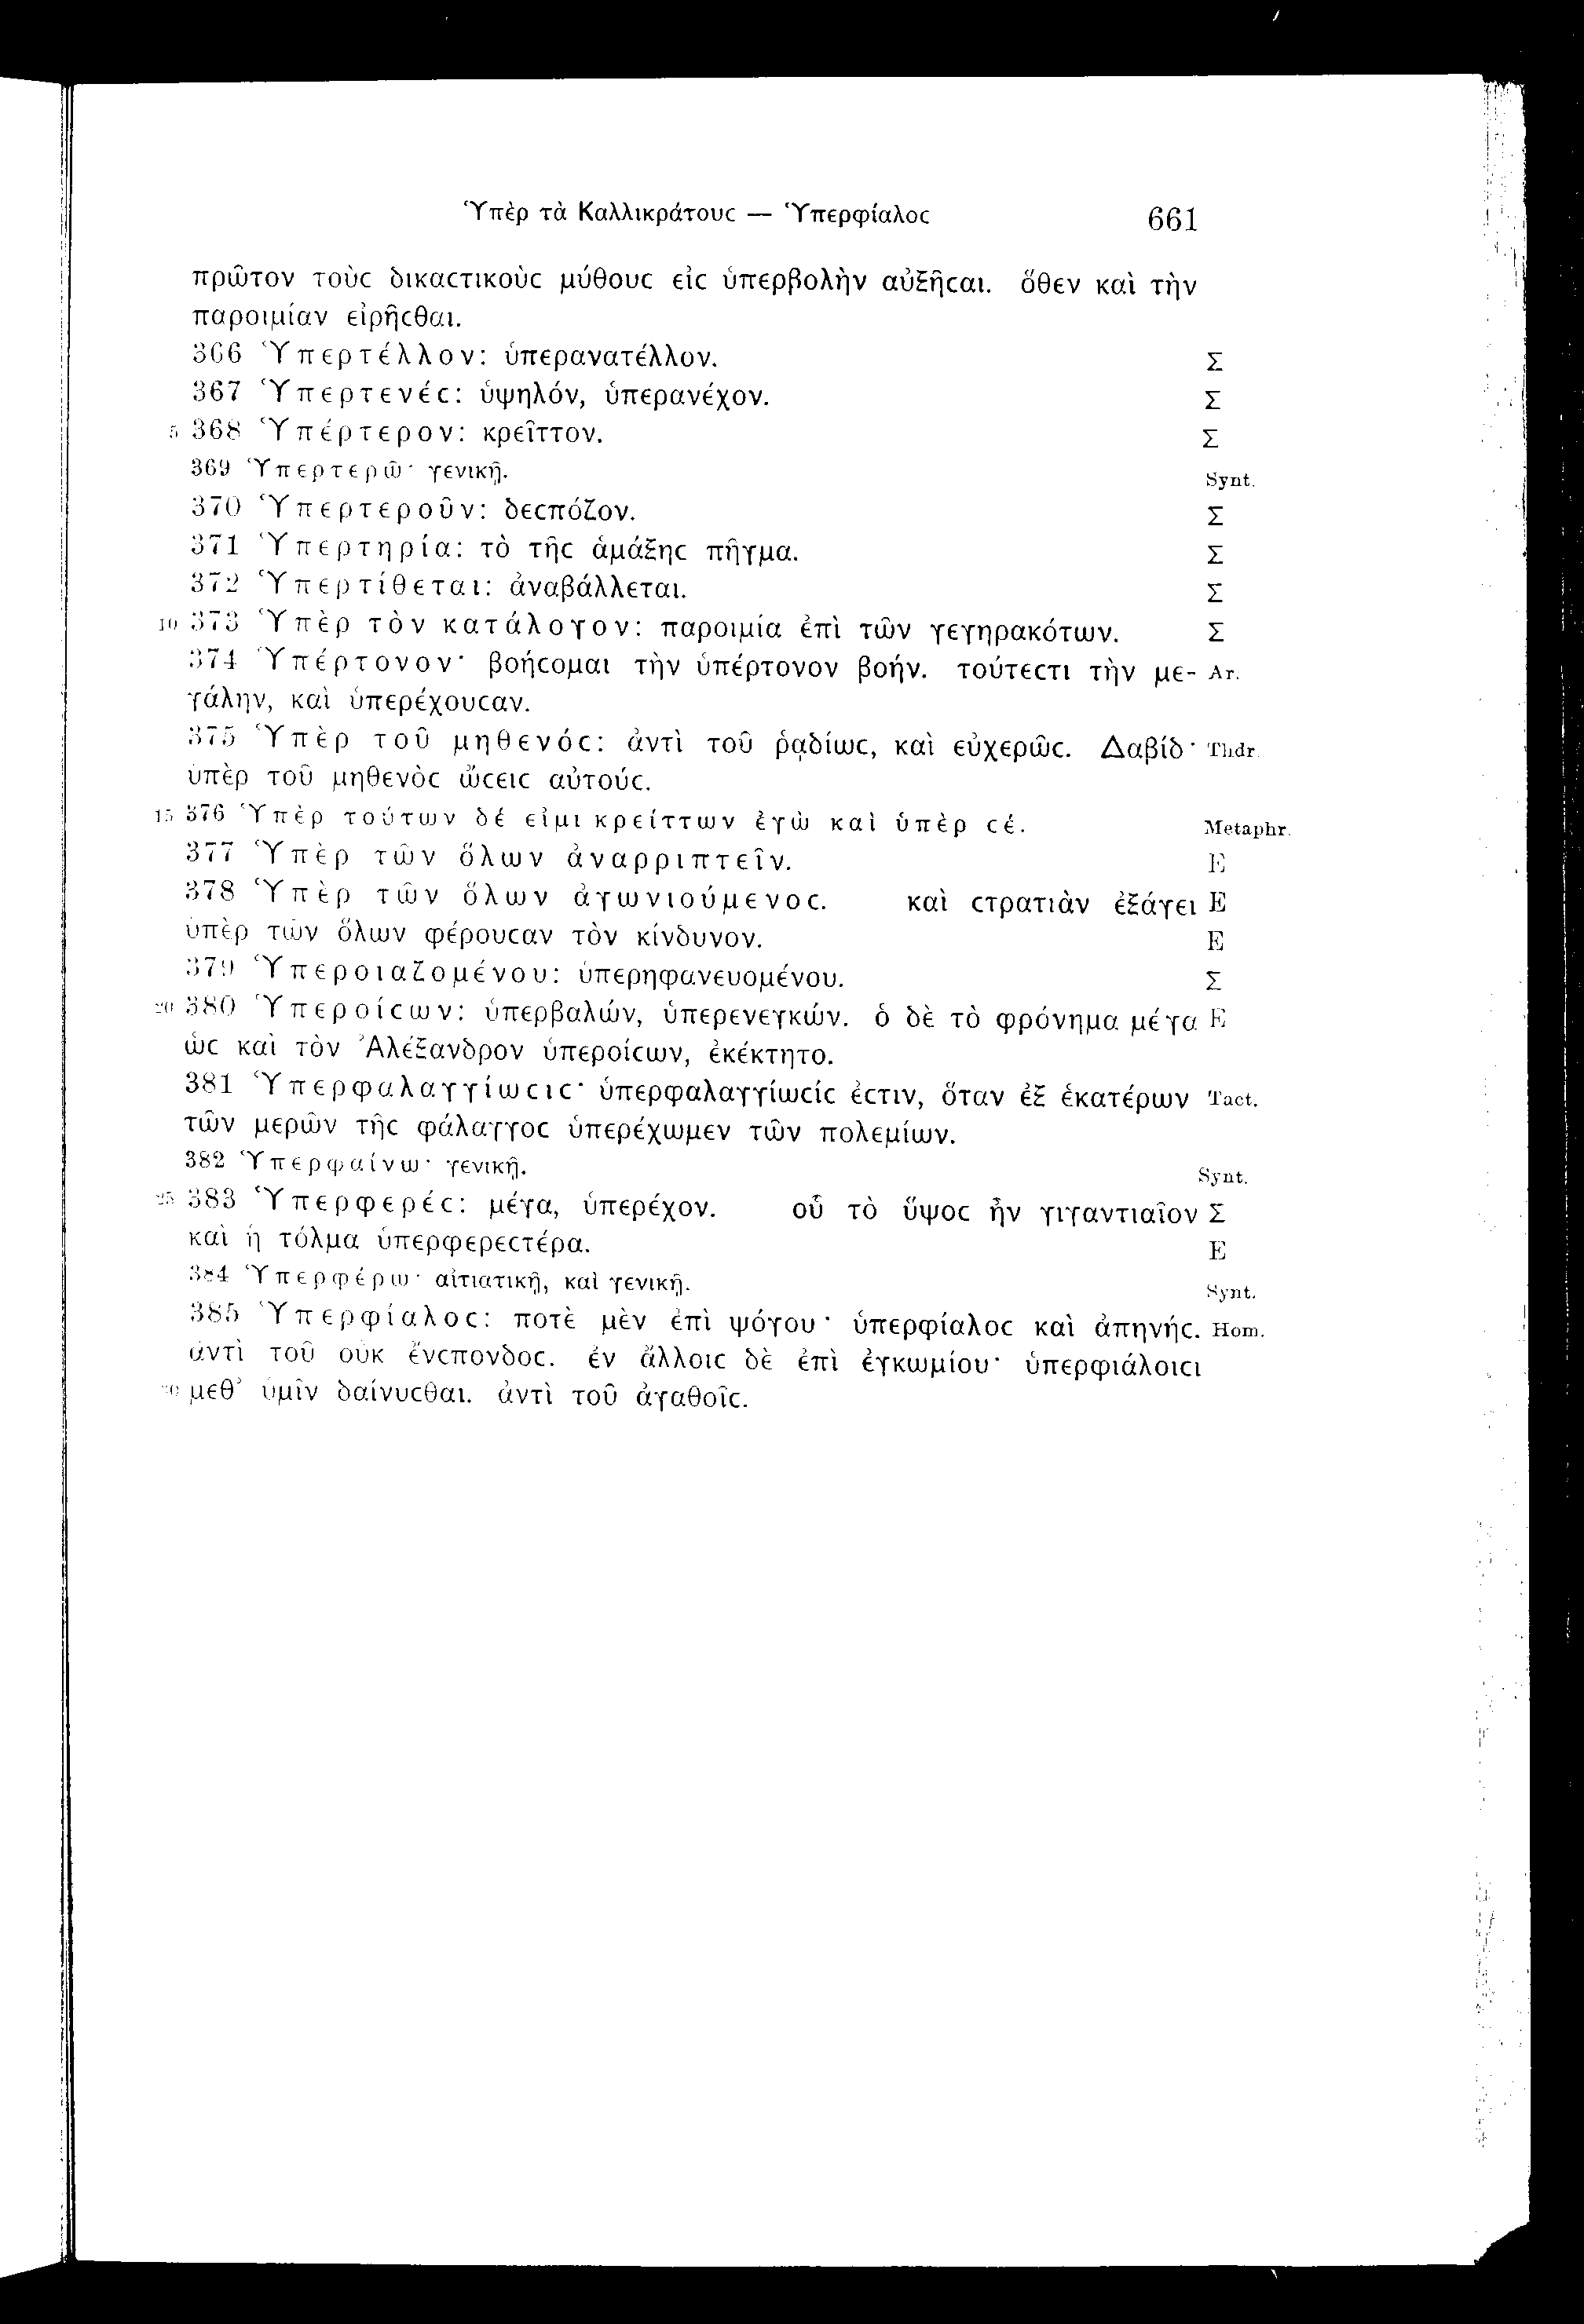 Ὑπὲρ τὰ Καλλικράτουϲ — Ὑπερφίαλοϲ 661
πρῶτον τοὺϲ δικαϲτικοὺϲ μύθουϲ εἰϲ ὑπερβολὴν αὐξῆϲαι. ὅθεν καὶ τὴν
παροιμίαν εἰρῆϲθαι.
366 Ὑπερτέλλον: ὑπερανατέλλον. Σ
367 Ὑπερτενέϲ: ὑψηλόν, ὑπερανέχον. Σ
5 368 Ὑπέρτερον: κρεῖττον. Σ
369 Ὑπερτερῶ· γενικῇ. Synt.
370 Ὑπερτεροῦν: δεϲπόζον. Σ
371 Ὑπερτηρία: τὸ τῆϲ ἁμάξηϲ πῆγμα. Σ
372 Ὑπερτίθεται: ἀναβάλλεται. Σ
10 373 Ὑπὲρ τὸν κατάλογον: παροιμία ἐπὶ τῶν γεγηρακότων. Σ
374 Ὑπέρτονον· βοήϲομαι τὴν ὑπέρτονον βοήν. τούτεϲτι τὴν με- Ar.
γάλην, καὶ ὑπερέχουϲαν.
375 Ὑπὲρ τοῦ μηθενόϲ: ἀντὶ τοῦ ῥᾳδίωϲ, καὶ εὐχερῶϲ. Δαβίδ· Thdr.
ὑπὲρ τοῦ μηθενὸϲ ὤϲειϲ αὐτούϲ.
15 376 Ὑπὲρ τούτων δέ εἰμι κρείττων ἐγὼ καὶ ὑπὲρ ϲέ. Metaphr.
377 Ὑπὲρ τῶν ὅλων ἀναρριπτεῖν. E
378 Ὑπὲρ τῶν ὅλων ἀγωνιούμενοϲ. καὶ ϲτρατιὰν ἐξάγει E
ὑπὲρ τῶν ὅλων φέρουϲαν τὸν κίνδυνον. E
379 Ὑπεροιαζομένου: ὑπερηφανευομένου. Σ
20 380 Ὑπεροίϲων: ὑπερβαλών, ὑπερενεγκών. ὁ δὲ τὸ φρόνημα μέγα E
ὡϲ καὶ τὸν Ἀλέξανδρον ὑπεροίϲων, ἐκέκτητο.
381 Ὑπερφαλαγγίωϲιϲ· ὑπερφαλαγγίωϲίϲ ἐϲτιν, ὅταν ἐξ ἑκατέρων Tact.
τῶν μερῶν τῆϲ φάλαγγοϲ ὑπερέχωμεν τῶν πολεμίων.
382 Ὑπερφαίνω· γενικῇ. Synt.
25 383 Ὑπερφερέϲ: μέγα, ὑπερέχον. οὗ τὸ ὕψοϲ ἦν γιγαντιαῖον Σ
καὶ ἡ τόλμα ὑπερφερεϲτέρα. E
384 Ὑπερφέρω· αἰτιατικῇ, καὶ γενικῇ. Synt.
385 Ὑπερφίαλοϲ: ποτὲ μὲν ἐπὶ ψόγου· ὑπερφίαλοϲ καὶ ἀπηνήϲ. Hom.
ἀντὶ τοῦ οὐκ ἔνϲπονδοϲ. ἐν ἄλλοιϲ δὲ ἐπὶ ἐγκωμίου· ὑπερφιάλοιϲι
30 μεθ’ ὑμῖν δαίνυϲθαι. ἀντὶ τοῦ ἀγαθοῖϲ.